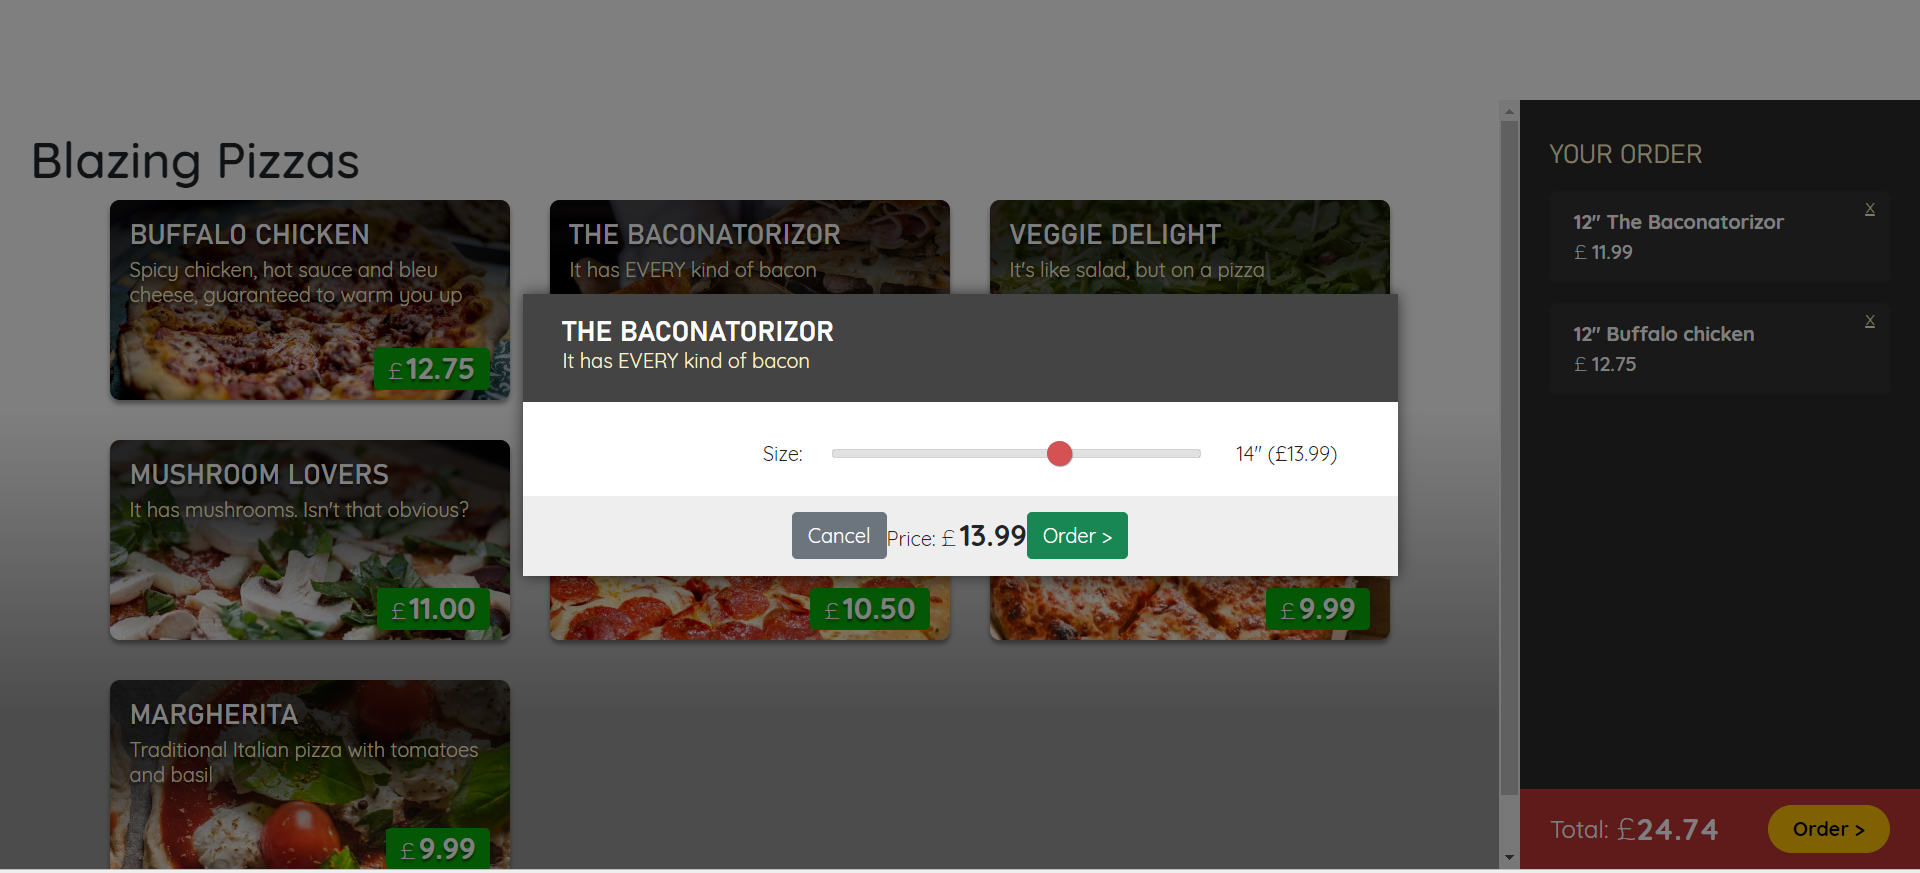 Blazing Pizzas
BUFFALO CHICKEN
Spicy chicken, hot sauce and bleu
cheese, guaranteed to warm you up
£12.75
THE BACONATORIZOR
It has EVERY kind of bacon
VEGGIE DELIGHT
It's like salad, but on a pizza
THE BACONATORIZOR
It has EVERY kind of bacon
Size:
14" (£13.99)
Cancel
Price: £13.99
Order >
MUSHROOM LOVERS
It has mushrooms. Isn't that obvious?
£11.00
£10.50
£9.99
MARGHERITA
Traditional Italian pizza with tomatoes
and basil
£9.99
YOUR ORDER
x
12" The Baconatorizor
£ 11.99
x
12" Buffalo chicken
£ 12.75
Total: £24.74
Order >